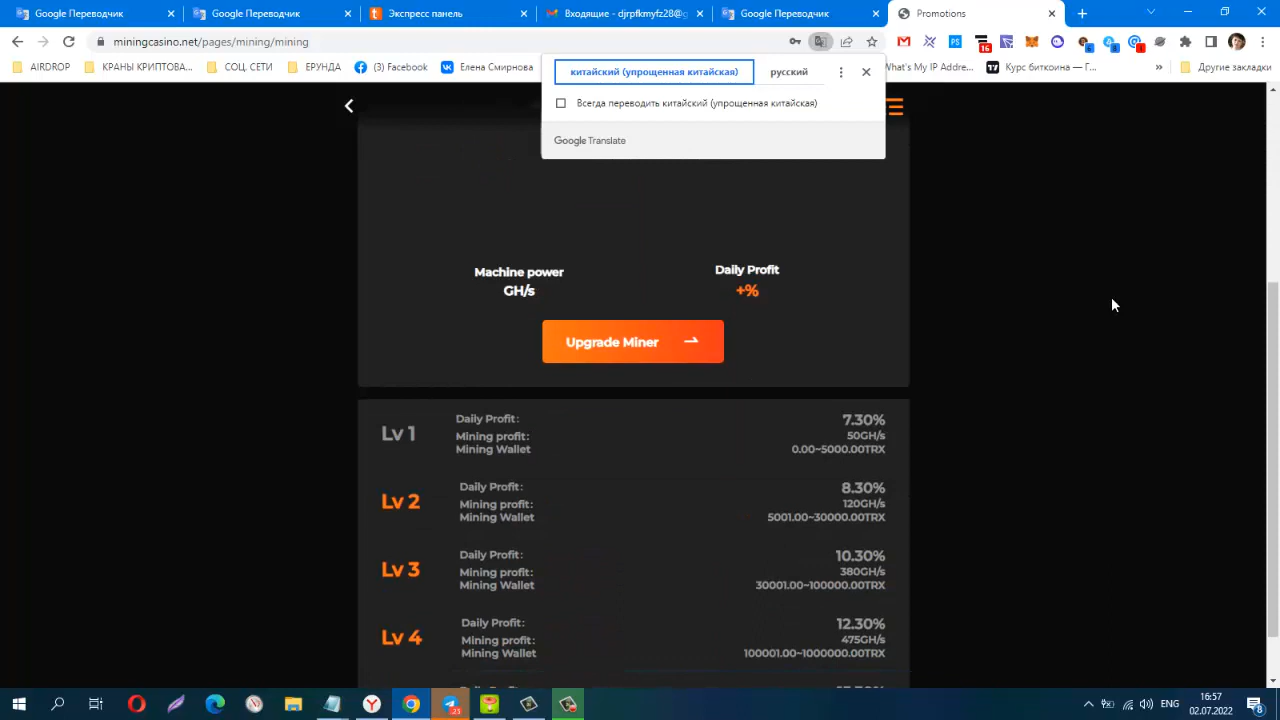 Google Переводчик
Google Переводчик
Экспресс панель
Входящие - djrpfkmyfz28@g
Google Переводчик
Promotions
miningcasino.net/pages/mining/mining
AIRDROP
КРАНЫ КРИПТОВА
СОЦ. СЕТИ
ЕРУНДА
(3) Facebook
Елена Смирнова
What's My IP Addre...
Курс биткоина — Г...
Другие закладки
китайский (упрощенная китайская)
русский
Всегда переводить китайский (упрощенная китайская)
Google Translate
Machine power
Daily Profit
GH/s
+%
Upgrade Miner
Lv 1
Daily Profit:
7.30%
Mining profit:
50GH/s
Mining Wallet
0.00~5000.00TRX
Lv 2
Daily Profit:
8.30%
Mining profit:
120GH/s
Mining Wallet
5001.00~30000.00TRX
Lv 3
Daily Profit:
10.30%
Mining profit:
380GH/s
Mining Wallet
30001.00~100000.00TRX
Lv 4
Daily Profit:
12.30%
Mining profit:
475GH/s
Mining Wallet
100001.00~1000000.00TRX
16:57
ENG
02.07.2022